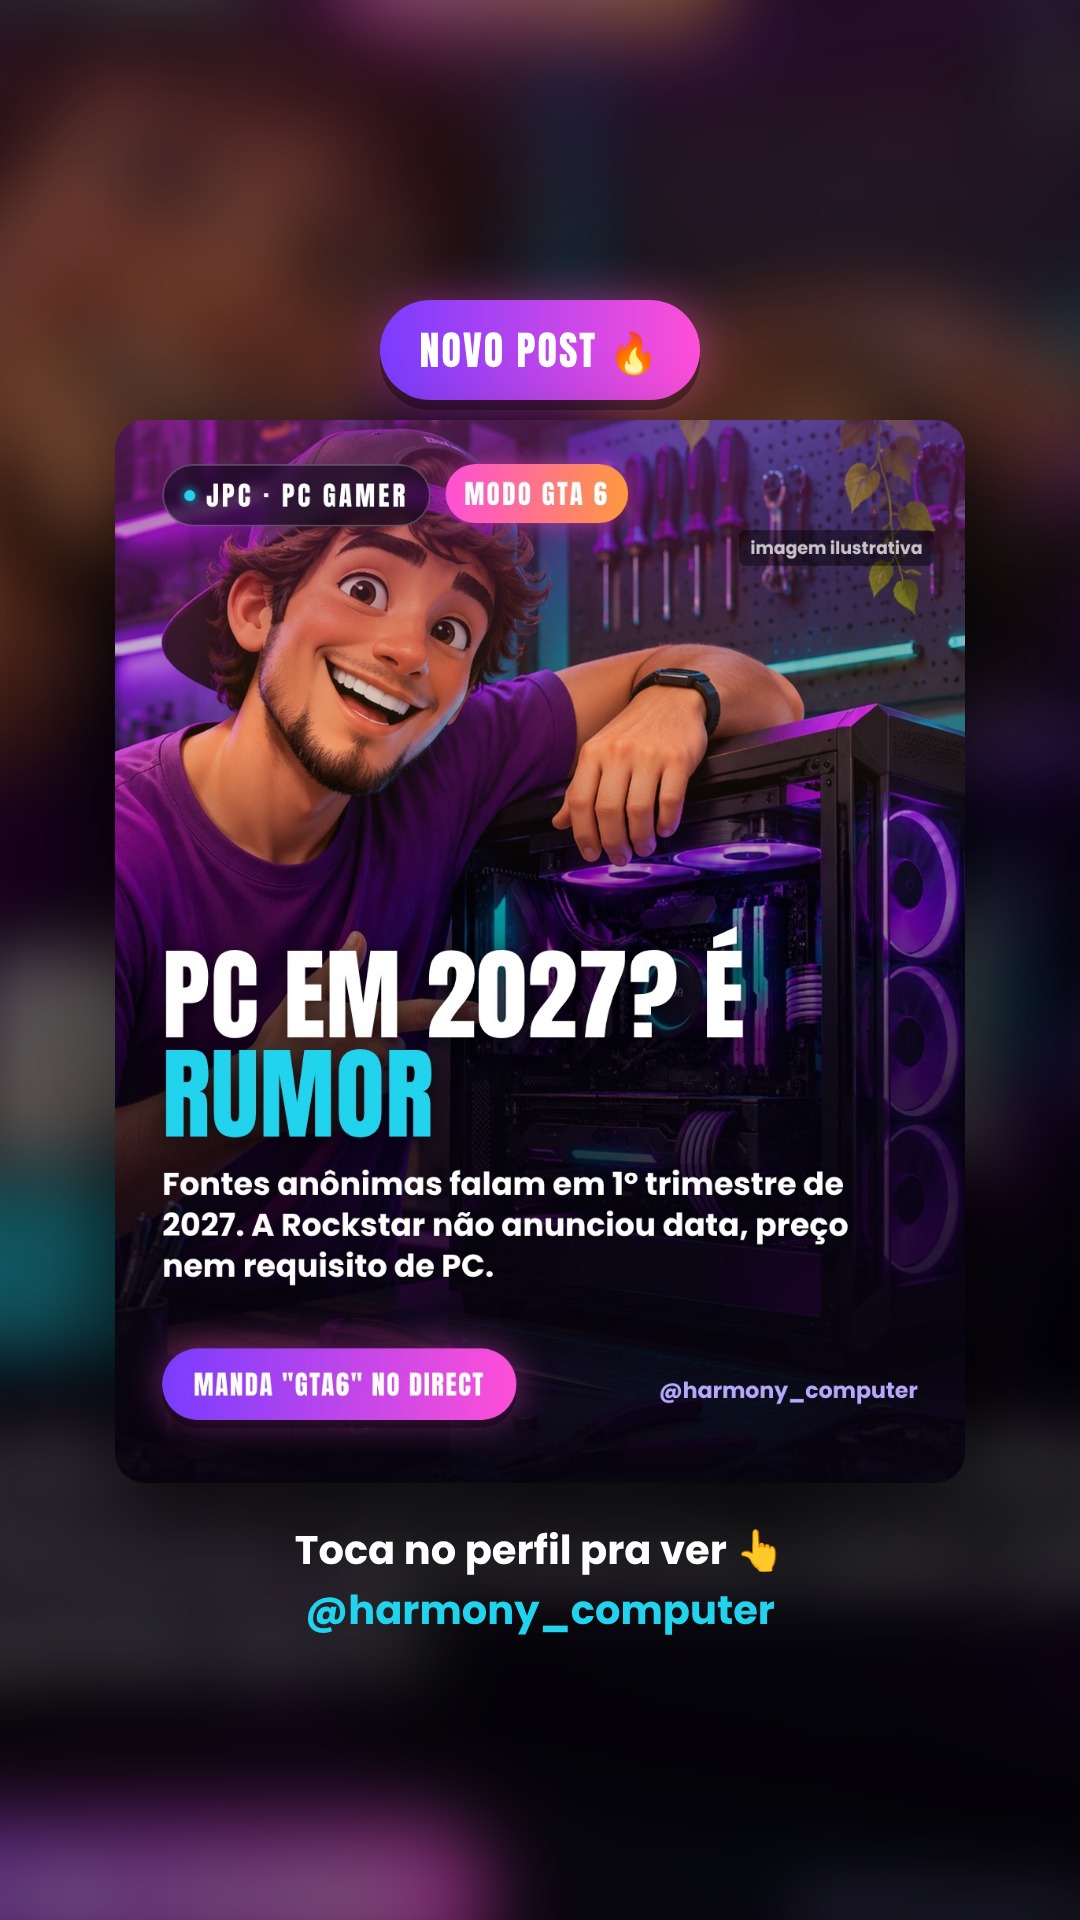 NOVO POST 🔥
JPC · PC GAMER
MODO GTA 6
imagem ilustrativa
PC EM 2027? É
RUMOR
Fontes anônimas falam em 1º trimestre de
2027. A Rockstar não anunciou data, preço
nem requisito de PC.
MANDA "GTA6" NO DIRECT
@harmony_computer
Toca no perfil pra ver 👆
@harmony_computer